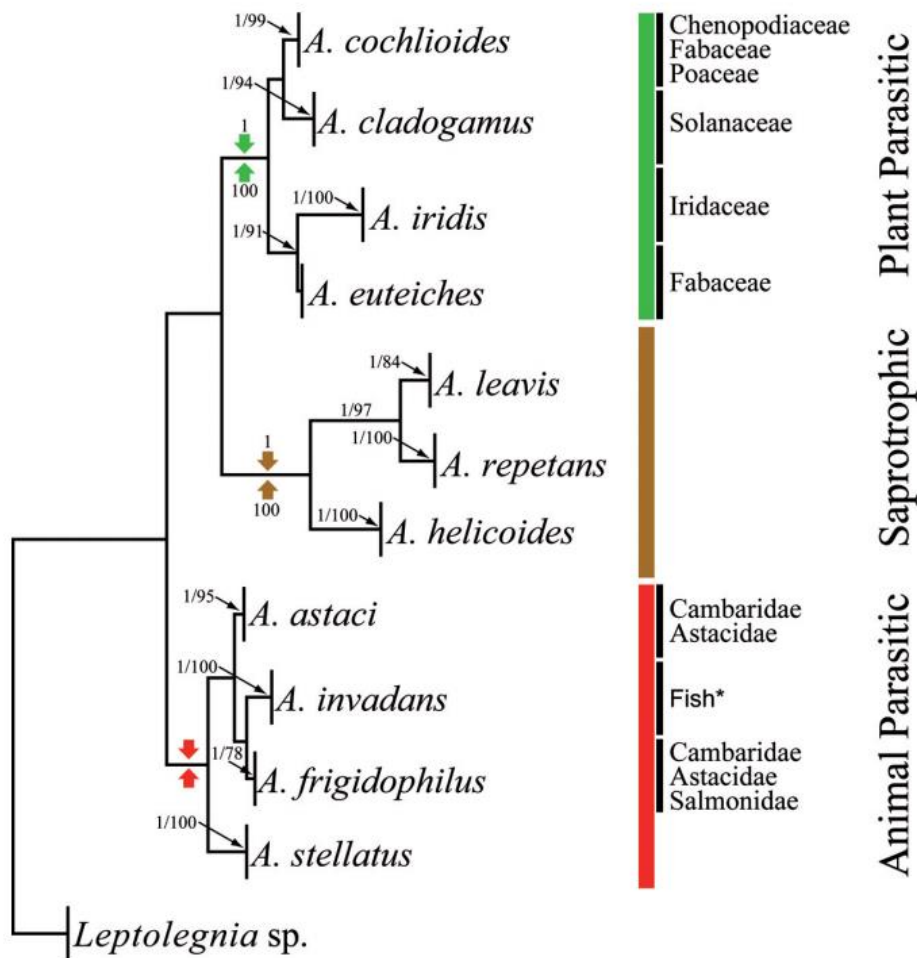 1/99
A. cochlioides
Chenopodiaceae
Fabaceae
Poaceae
1/94
A. cladogamus
Solanaceae
1
100
1/100
A. iridis
Iridaceae
1/91
A. euteiches
Fabaceae
Plant Parasitic
1/84
A. leavis
1/97
1/100
A. repetans
1
100
1/100
A. helicoides
Saprotrophic
1/95
A. astaci
Cambaridae
Astacidae
1/100
A. invadans
Fish*
1/78
A. frigidophilus
Cambaridae
Astacidae
Salmonidae
1/100
A. stellatus
Animal Parasitic
Leptolegnia sp.